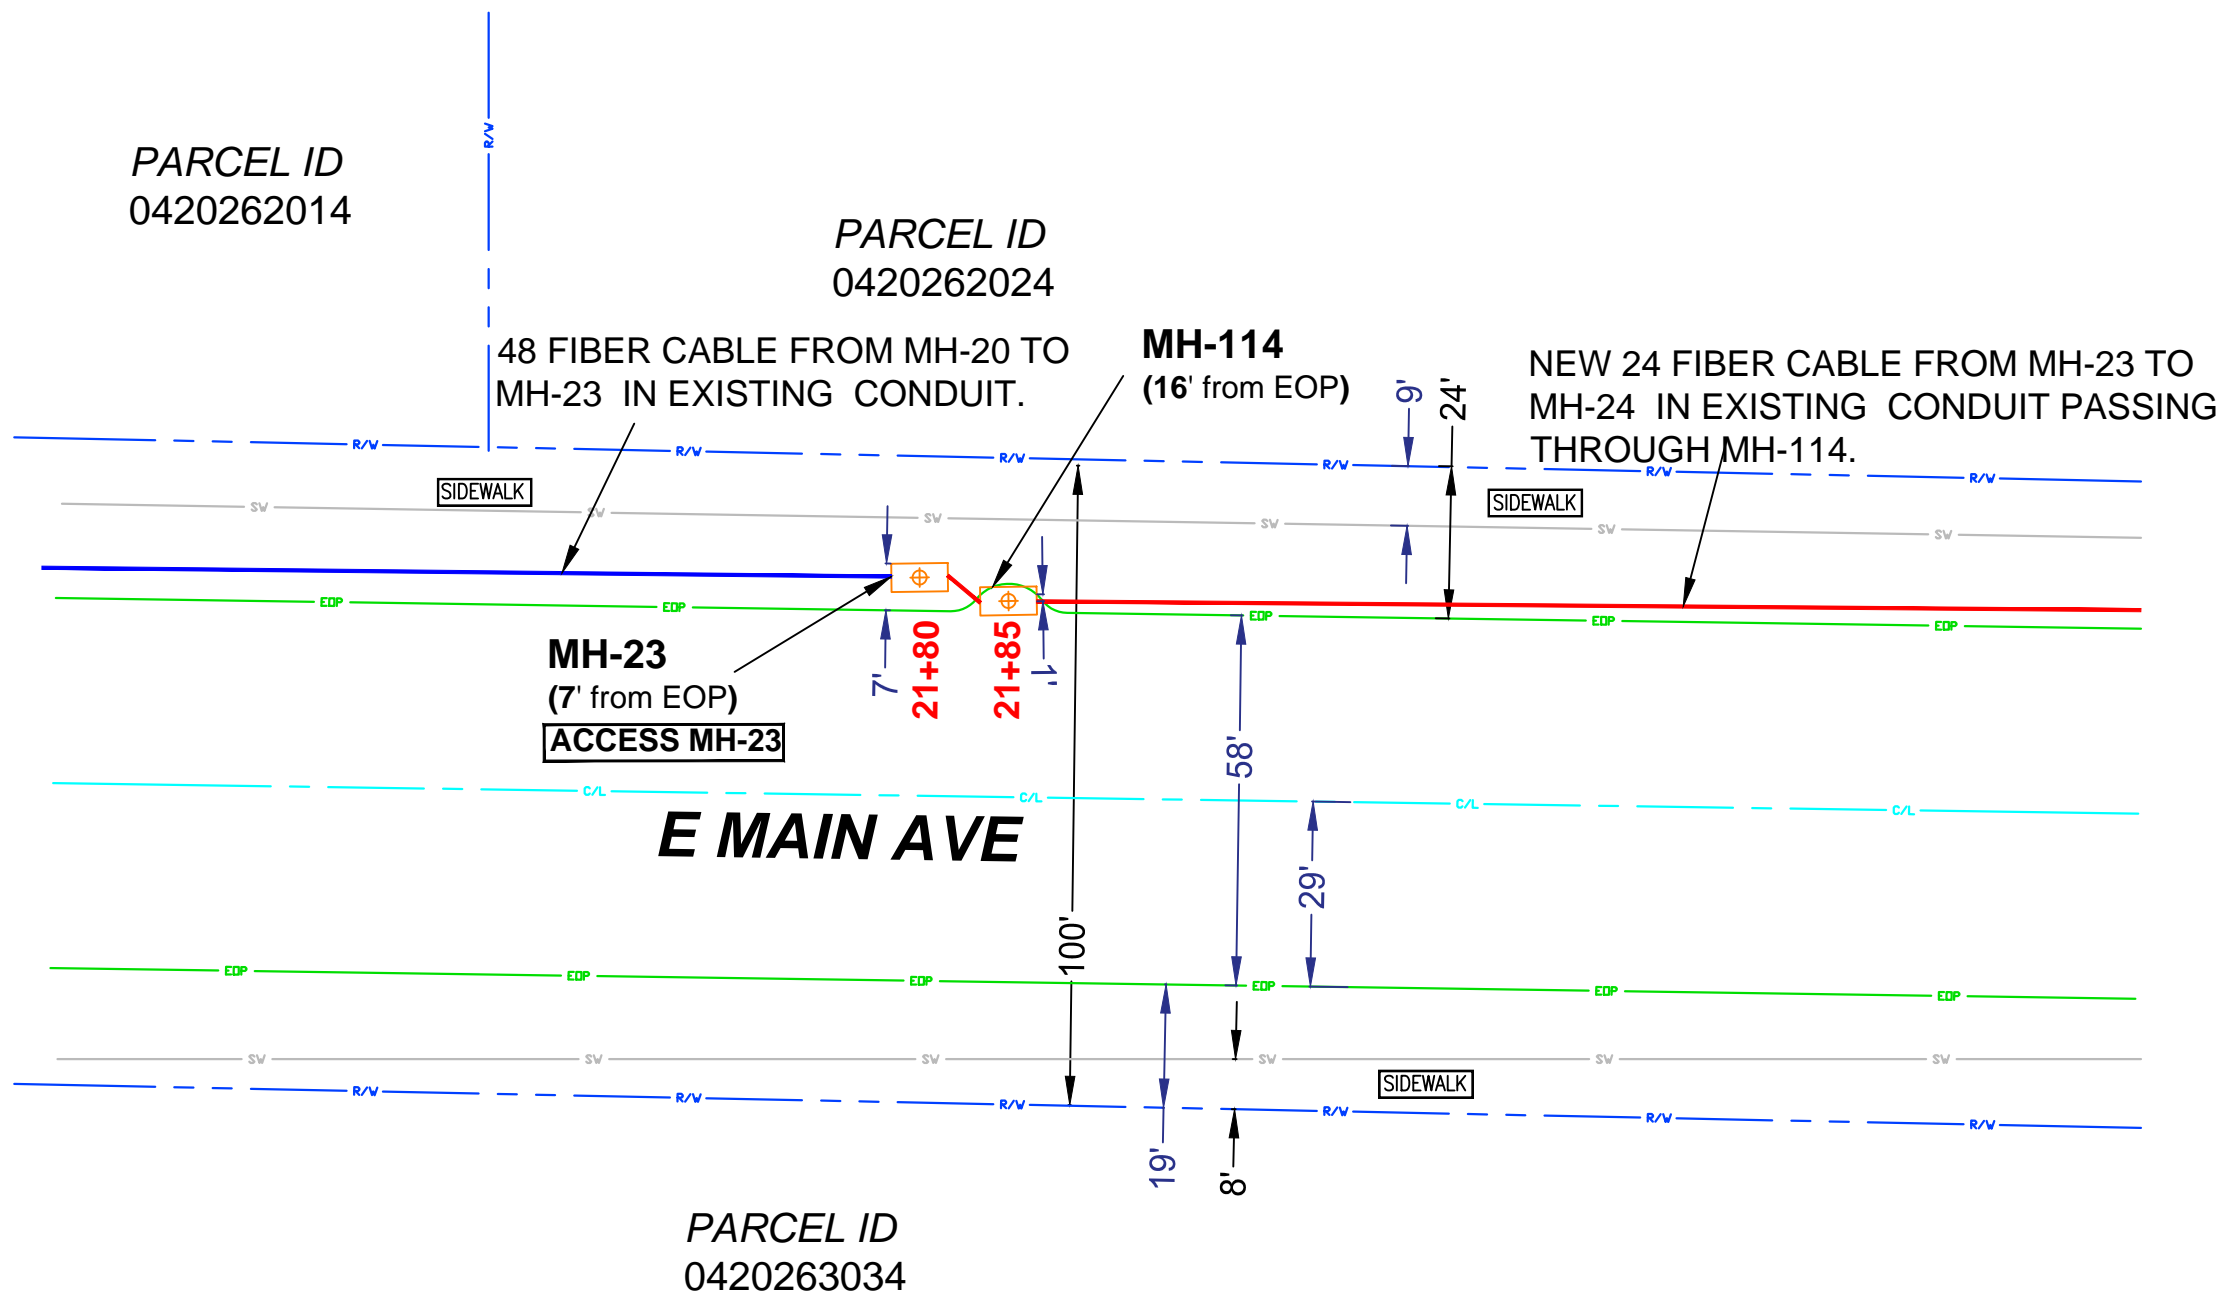 R/W
PARCEL ID
0420262014
PARCEL ID
0420262024
48 FIBER CABLE FROM MH-20 TO
MH-23 IN EXISTING CONDUIT.
MH-114
(16' from EOP)
9'
24'
NEW 24 FIBER CABLE FROM MH-23 TO
MH-24 IN EXISTING CONDUIT PASSING
THROUGH MH-114.
R/W R/W R/W R/W R/W R/W
SIDEWALK
SIDEWALK
SW SW SW SW SW SW
EOP EOP EOP EOP EOP
MH-23
(7' from EOP)
ACCESS MH-23
7'
21+80
21+85
1'
58'
C/L C/L C/L C/L
E MAIN AVE
29'
100'
EOP EOP EOP EOP EOP EOP
SW SW SW SW SW SW
SIDEWALK
R/W R/W R/W R/W R/W R/W
19'
8'
PARCEL ID
0420263034